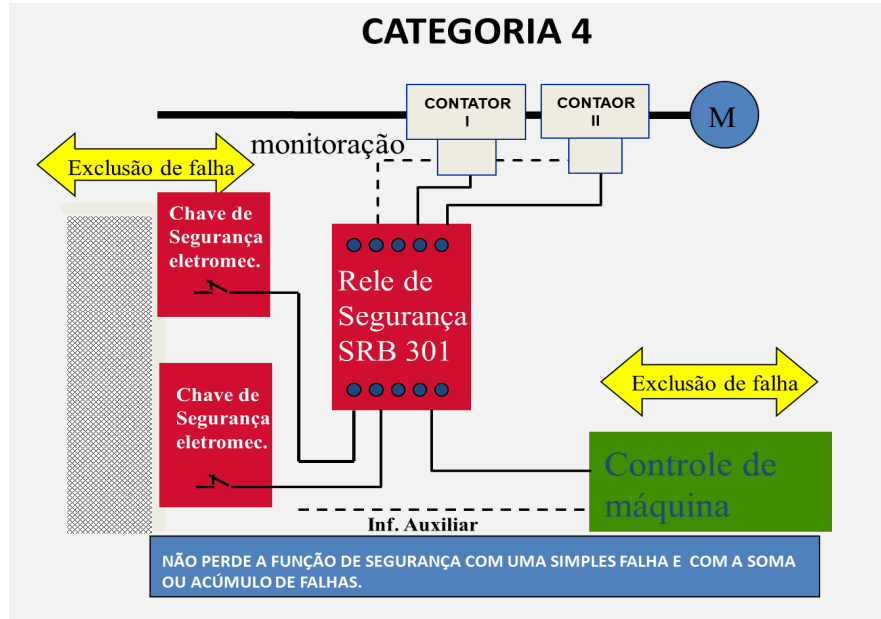 CATEGORIA 4
CONTATOR
I
CONTAOR
II
M
monitoração
Exclusão de falha
Chave de
Segurança
eletromec.
Rele de
Segurança
SRB 301
Chave de
Segurança
eletromec.
Exclusão de falha
Controle de
máquina
Inf. Auxiliar
NÃO PERDE A FUNÇÃO DE SEGURANÇA COM UMA SIMPLES FALHA E COM A SOMA
OU ACÚMULO DE FALHAS.